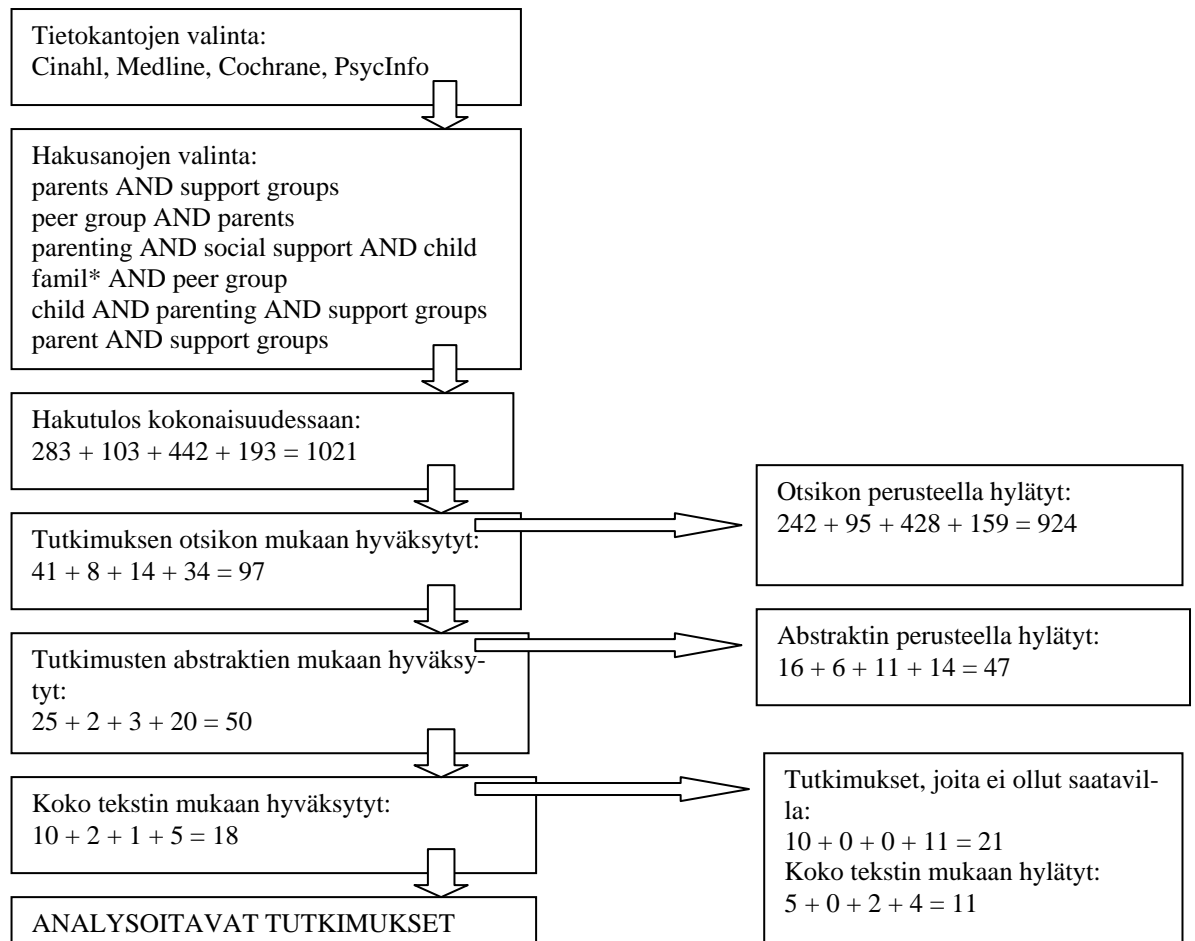 Tietokantojen valinta:
Cinahl, Medline, Cochrane, PsycInfo
Hakusanojen valinta:
parents AND support groups
peer group AND parents
parenting AND social support AND child
famil* AND peer group
child AND parenting AND support groups
parent AND support groups
Hakutulos kokonaisuudessaan:
283 + 103 + 442 + 193 = 1021
Tutkimuksen otsikon mukaan hyväksytyt:
41 + 8 + 14 + 34 = 97
Otsikon perusteella hylätyt:
242 + 95 + 428 + 159 = 924
Tutkimusten abstraktien mukaan hyväksy-
tyt:
25 + 2 + 3 + 20 = 50
Abstraktin perusteella hylätyt:
16 + 6 + 11 + 14 = 47
Koko tekstin mukaan hyväksytyt:
10 + 2 + 1 + 5 = 18
Tutkimukset, joita ei ollut saatavil-
la:
10 + 0 + 0 + 11 = 21
Koko tekstin mukaan hylätyt:
5 + 0 + 2 + 4 = 11
ANALYSOITAVAT TUTKIMUKSET